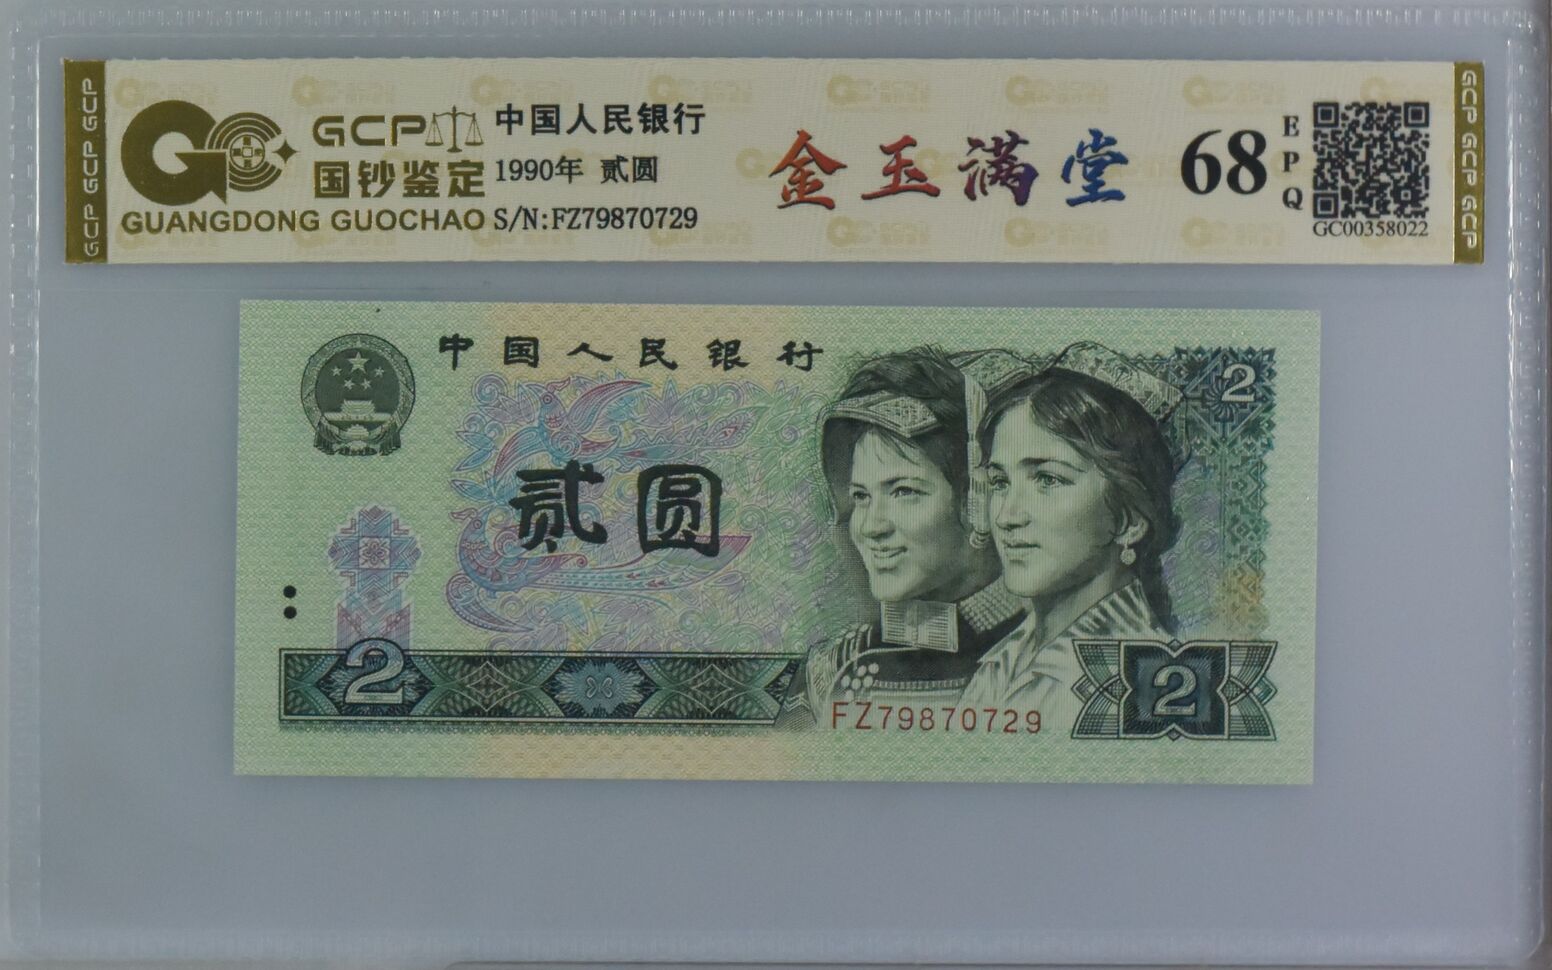 GCP GCP GCP
GCP
国钞鉴定
GUANGDONG GUOCHAO
中国人民银行
1990年 贰圆
S/N:FZ79870729
金玉满堂
68
EPQ
GC00358022
GCP GCP GCP
中国人民银行
2
贰圆
2
FZ79870729
2